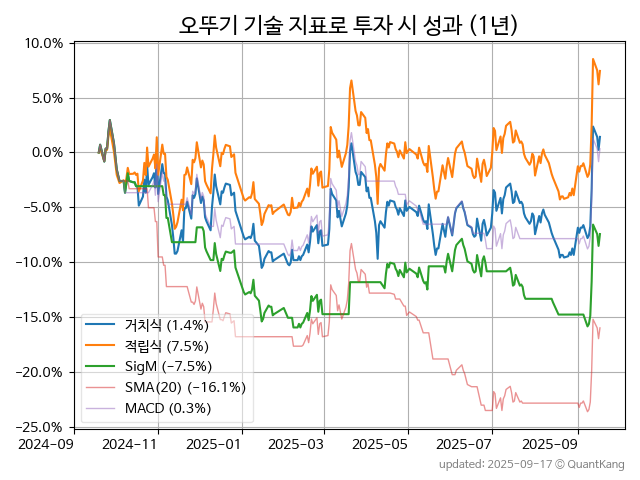 오뚜기 기술 지표로 투자 시 성과 (1년)
10.0%
5.0%
0.0%
−5.0%
−10.0%
−15.0%
−20.0%
−25.0%
거치식 (1.4%)
적립식 (7.5%)
SigM (−7.5%)
SMA(20) (−16.1%)
MACD (0.3%)
2024−09 2024−11 2025−01 2025−03 2025−05 2025−07 2025−09
updated: 2025−09−17 © QuantKang